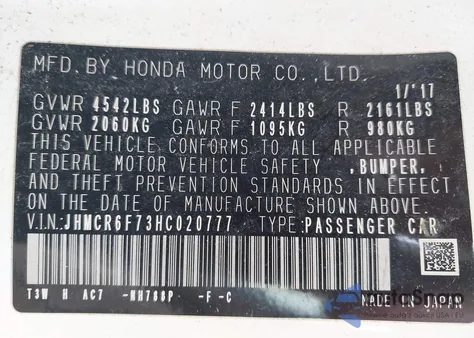 MFD.BY HONDA MOTOR CO.,LTD.
1/'17
GVWR 4542LBS GAWR F 2414LBS R 2161LBS
GVWR 2060KG GAWR F 1095KG R 980KG
THIS VEHICLE CONFORMS TO ALL APPLICABLE
FEDERAL MOTOR VEHICLE SAFETY ,BUMPER,
AND THEFT PREVENTION STANDARDS IN EFFECT
ON THE DATE OF MANUFACTURE SHOWN ABOVE.
V.I.N:JHMCR6F73HC020777 TYPE:PASSENGER CAR
T3W H AC7 -NH788P -F-C
MADE IN JAPAN